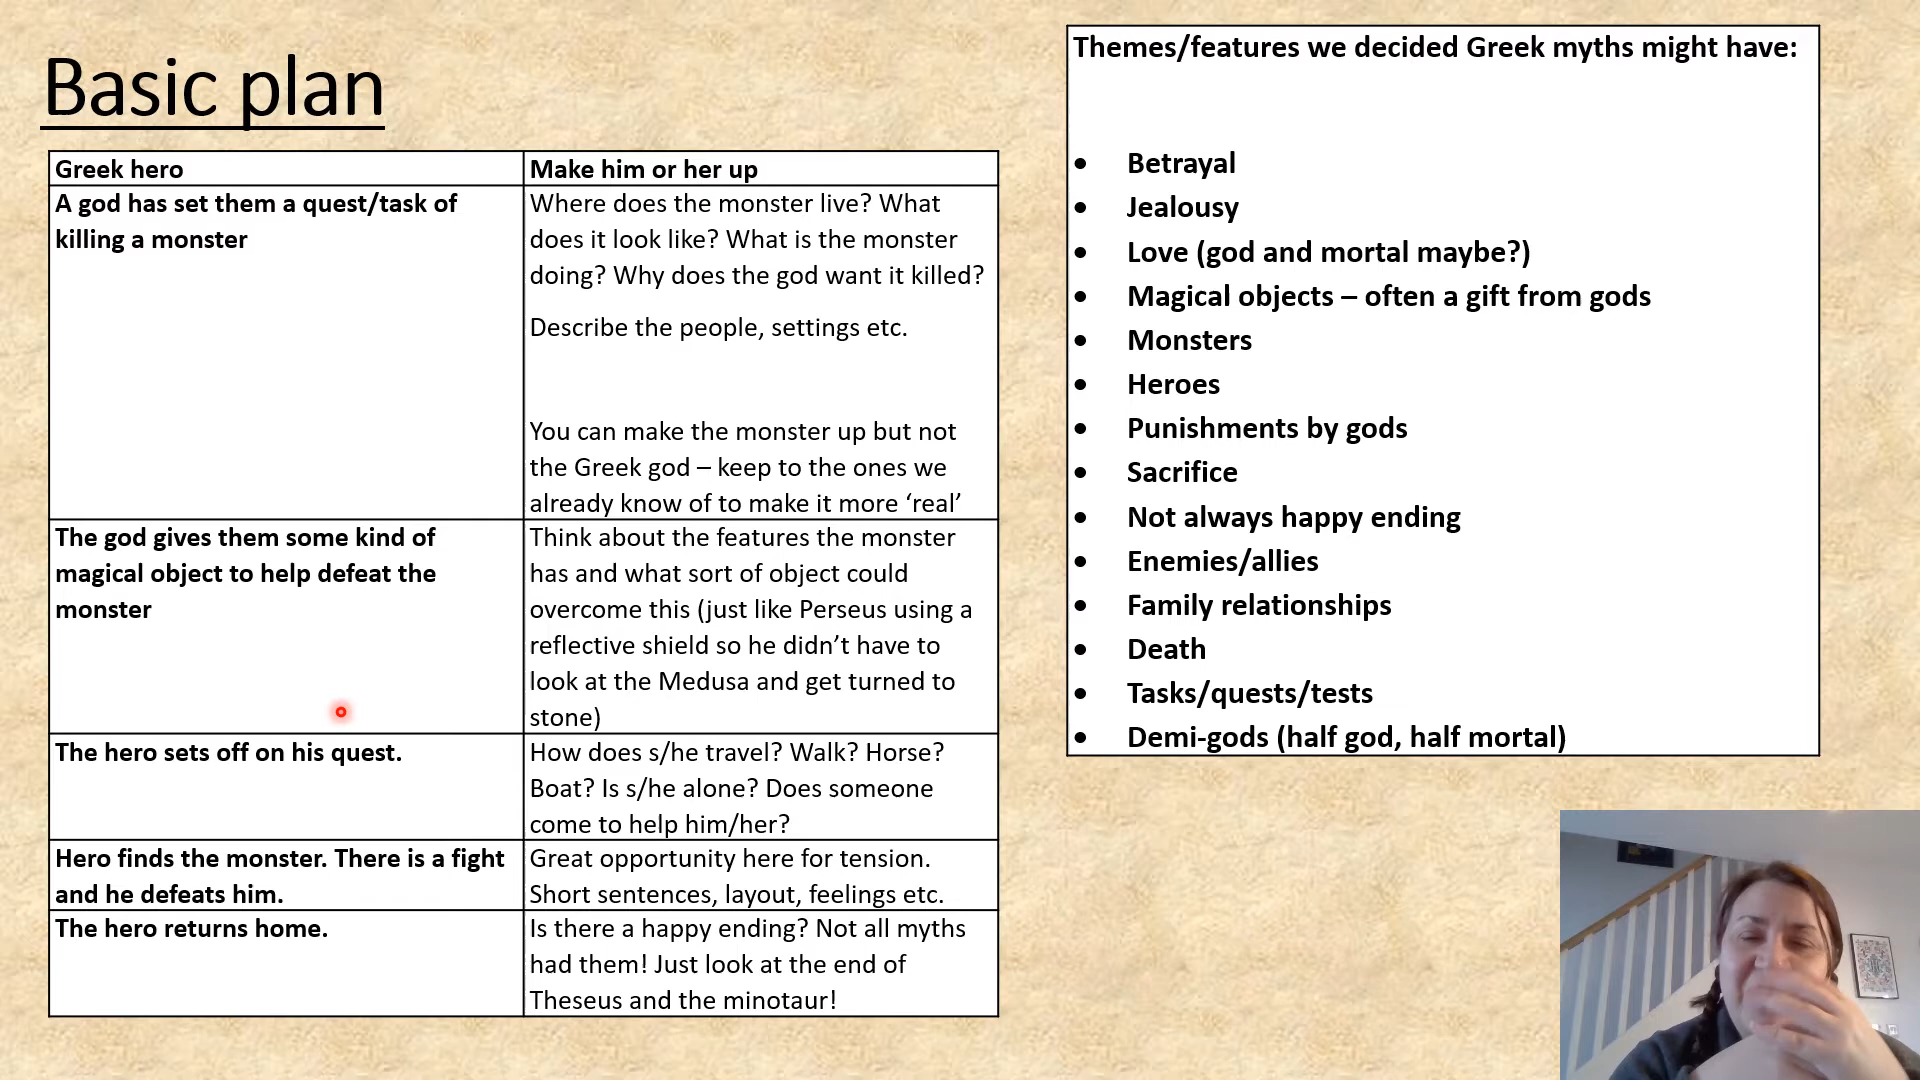 Basic plan
Greek hero
Make him or her up
A god has set them a quest/task of
killing a monster
Where does the monster live? What
does it look like? What is the monster
doing? Why does the god want it killed?
Describe the people, settings etc.
You can make the monster up but not
the Greek god – keep to the ones we
already know of to make it more ‘real’
The god gives them some kind of
magical object to help defeat the
monster
Think about the features the monster
has and what sort of object could
overcome this (just like Perseus using a
reflective shield so he didn’t have to
look at the Medusa and get turned to
stone)
The hero sets off on his quest.
How does s/he travel? Walk? Horse?
Boat? Is s/he alone? Does someone
come to help him/her?
Hero finds the monster. There is a fight
and he defeats him.
Great opportunity here for tension.
Short sentences, layout, feelings etc.
The hero returns home.
Is there a happy ending? Not all myths
had them! Just look at the end of
Theseus and the minotaur!
Themes/features we decided Greek myths might have:
• Betrayal
• Jealousy
• Love (god and mortal maybe?)
• Magical objects – often a gift from gods
• Monsters
• Heroes
• Punishments by gods
• Sacrifice
• Not always happy ending
• Enemies/allies
• Family relationships
• Death
• Tasks/quests/tests
• Demi-gods (half god, half mortal)